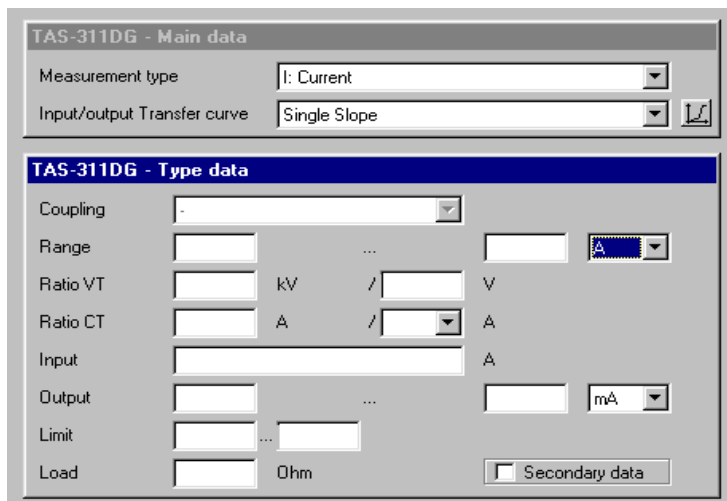 TAS-311DG - Main data
Measurement type I: Current
Input/output Transfer curve Single Slope
TAS-311DG - Type data
Coupling -
Range ... A
Ratio VT kV / V
Ratio CT A / A
Input A
Output ... mA
Limit ...
Load Ohm Secondary data